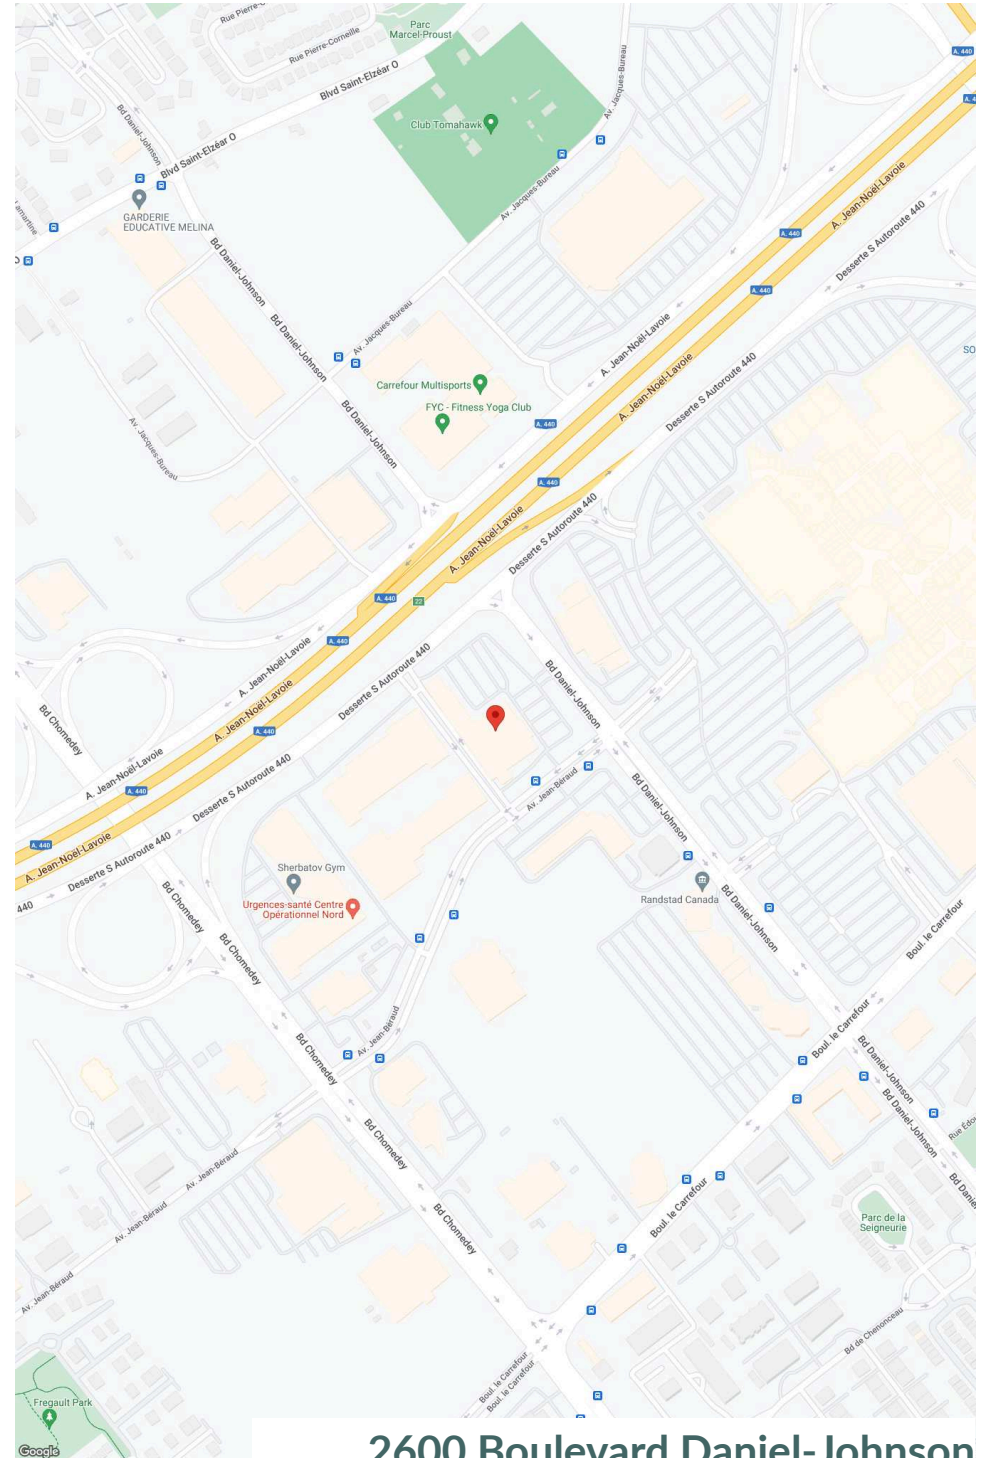 Rue Pierre-Corneille
Parc
Marcel-Proust
Rue Pierre-Corneille
Blvd Saint-Elzéar O
Av. Jacques-Bureau
A. 440
Club Tomahawk
Bd Daniel-Johnson
Blvd Saint-Elzéar O
GARDERIE
EDUCATIVE MELINA
Av. Jacques-Bureau
A. Jean-Noël-Lavoie
A. 440
Desserte S Autoroute 440
Bd Daniel-Johnson
A. 440
Av. Jacques-Bureau
Bd Daniel-Johnson
A. Jean-Noël-Lavoie
A. Jean-Noël-Lavoie
Desserte S Autoroute 440
Carrefour Multisports
FYC - Fitness Yoga Club
Bd Daniel-Johnson
A. 440
Av. Jacques-Bureau
A. 440
A. Jean-Noël-Lavoie
Desserte S Autoroute 440
A. 440
22
A. 440
A. Jean-Noël-Lavoie
A. Jean-Noël-Lavoie
Desserte S Autoroute 440
Bd Daniel-Johnson
Bd Chomedey
A. 440
A. Jean-Noël-Lavoie
A. 440
Desserte S Autoroute 440
Av. Jean-Béraud
Bd Daniel-Johnson
A. 440
A. Jean-Noël-Lavoie
Desserte S Autoroute 440
440
Sherbatov Gym
Urgences-santé Centre
Opérationnel Nord
Randstad Canada
Bd Daniel-Johnson
Bd Chomedey
Bd Chomedey
Boul. le Carrefour
Av. Jean-Béraud
Bd Chomedey
Boul. le Carrefour
Bd Daniel-Johnson
Bd Daniel-Johnson
Bd Chomedey
Av. Jean-Béraud
Av. Jean-Béraud
Boul. le Carrefour
Bd Chomedey
Parc de la
Seigneurie
Av. Jean-Béraud
Bd de Chenonceau
Boul. le Carrefour
Boul. le Carrefour
Fregault Park
Google
2600 Boulevard Daniel-Johnson